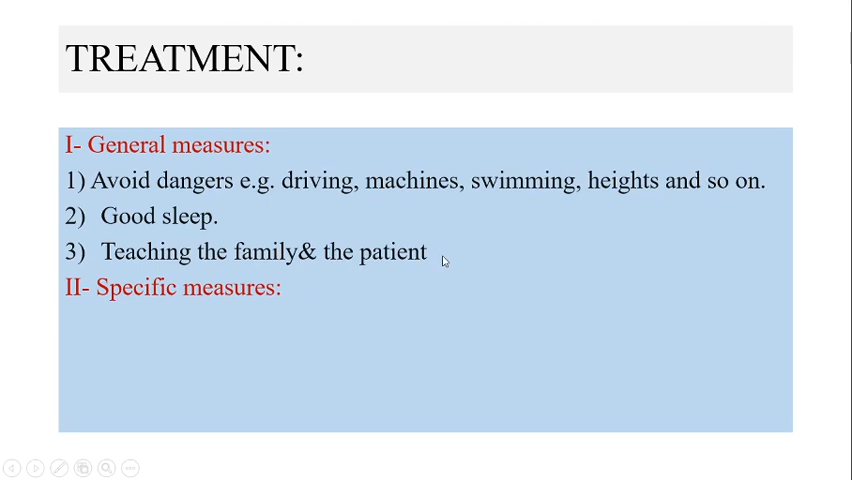 TREATMENT:
I- General measures:
1) Avoid dangers e.g. driving, machines, swimming, heights and so on.
2) Good sleep.
3) Teaching the family& the patient
II- Specific measures: